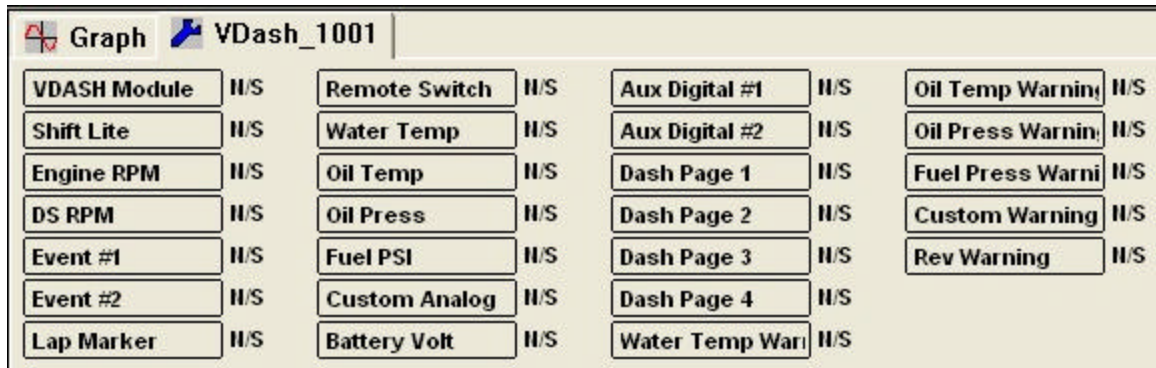 Graph VDash_1001
VDASH Module N/S Remote Switch N/S Aux Digital #1 N/S Oil Temp Warning N/S
Shift Lite N/S Water Temp N/S Aux Digital #2 N/S Oil Press Warnin N/S
Engine RPM N/S Oil Temp N/S Dash Page 1 N/S Fuel Press Warni N/S
DS RPM N/S Oil Press N/S Dash Page 2 N/S Custom Warning N/S
Event #1 N/S Fuel PSI N/S Dash Page 3 N/S Rev Warning N/S
Event #2 N/S Custom Analog N/S Dash Page 4 N/S
Lap Marker N/S Battery Volt N/S Water Temp War N/S